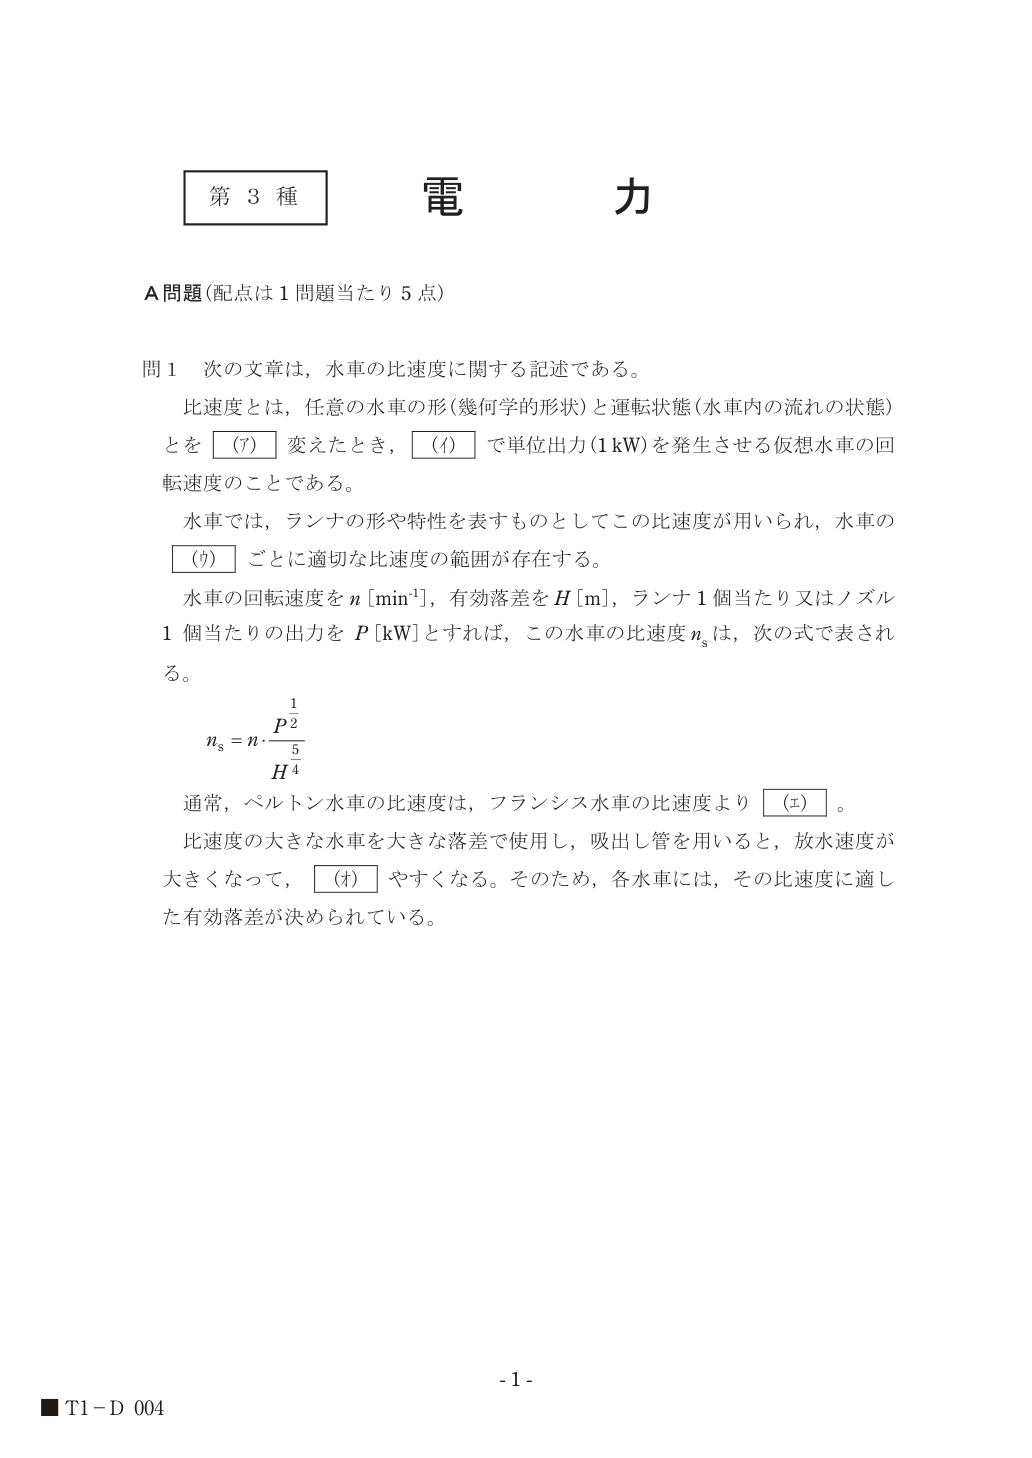 第 3 種
電 力
A問題(配点は1問題当たり5点)
問1 次の文章は，水車の比速度に関する記述である。
比速度とは，任意の水車の形(幾何学的形状)と運転状態(水車内の流れの状態)
とを (ｱ) 変えたとき， (ｲ) で単位出力(1 kW)を発生させる仮想水車の回
転速度のことである。
水車では，ランナの形や特性を表すものとしてこの比速度が用いられ，水車の
(ｳ) ごとに適切な比速度の範囲が存在する。
水車の回転速度を n [min⁻¹]，有効落差を H [m]，ランナ1個当たり又はノズル
1 個当たりの出力を P [kW]とすれば，この水車の比速度 nₛ は，次の式で表され
る。
nₛ = n · P^(1/2) / H^(5/4)
通常，ペルトン水車の比速度は，フランシス水車の比速度より (ｴ) 。
比速度の大きな水車を大きな落差で使用し，吸出し管を用いると，放水速度が
大きくなって， (ｵ) やすくなる。そのため，各水車には，その比速度に適し
た有効落差が決められている。
- 1 -
■ T1－D 004